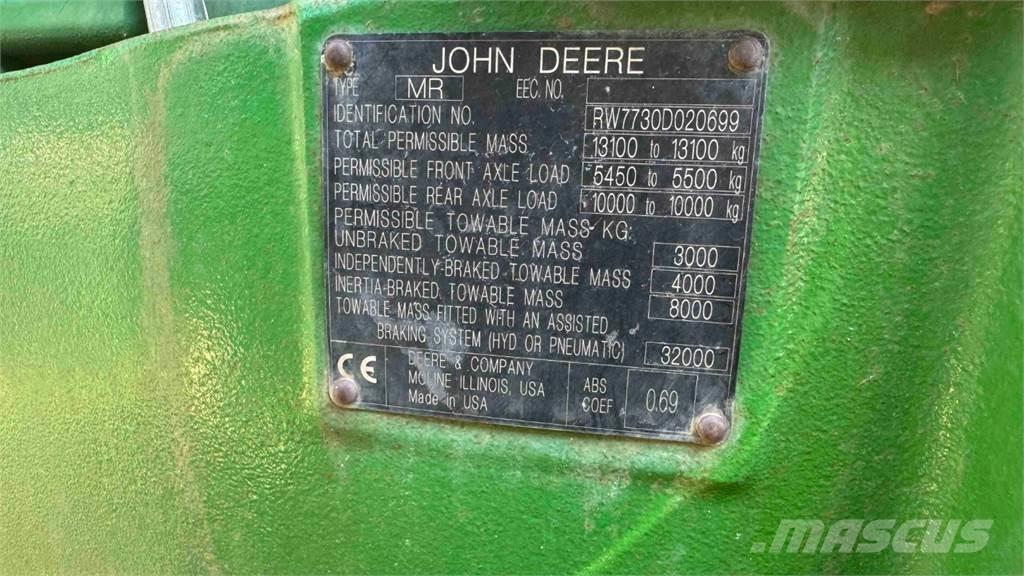 JOHN DEERE
TYPE MR EEC. NO.
IDENTIFICATION NO. RW7730D020699
TOTAL PERMISSIBLE MASS 13100 to 13100 kg
PERMISSIBLE FRONT AXLE LOAD 5450 to 5500 kg
PERMISSIBLE REAR AXLE LOAD 10000 to 10000 kg
PERMISSIBLE TOWABLE MASS KG:
UNBRAKED TOWABLE MASS 3000
INDEPENDENTLY-BRAKED TOWABLE MASS 4000
INERTIA-BRAKED TOWABLE MASS 8000
TOWABLE MASS FITTED WITH AN ASSISTED
BRAKING SYSTEM (HYD OR PNEUMATIC) 32000
CE
DEERE & COMPANY
MOLINE ILLINOIS, USA
Made in USA
ABS
COEF
0.69
MASCUS